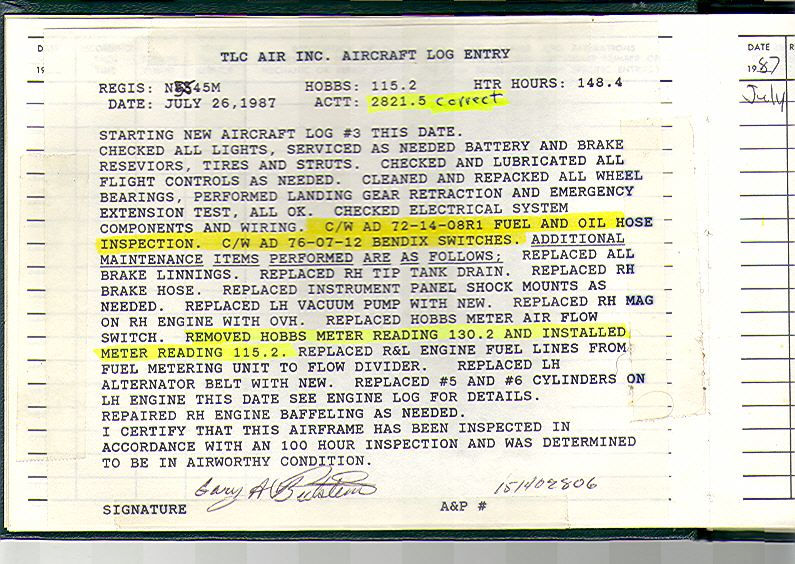 TLC AIR INC. AIRCRAFT LOG ENTRY
REGIS: N5545M HOBBS: 115.2 HTR HOURS: 148.4
DATE: JULY 26,1987 ACTT: 2821.5 correct
STARTING NEW AIRCRAFT LOG #3 THIS DATE.
CHECKED ALL LIGHTS, SERVICED AS NEEDED BATTERY AND BRAKE
RESEVIORS, TIRES AND STRUTS. CHECKED AND LUBRICATED ALL
FLIGHT CONTROLS AS NEEDED. CLEANED AND REPACKED ALL WHEEL
BEARINGS, PERFORMED LANDING GEAR RETRACTION AND EMERGENCY
EXTENSION TEST, ALL OK. CHECKED ELECTRICAL SYSTEM
COMPONENTS AND WIRING. C/W AD 72-14-08R1 FUEL AND OIL HOSE
INSPECTION. C/W AD 76-07-12 BENDIX SWITCHES. ADDITIONAL
MAINTENANCE ITEMS PERFORMED ARE AS FOLLOWS; REPLACED ALL
BRAKE LINNINGS. REPLACED RH TIP TANK DRAIN. REPLACED RH
BRAKE HOSE. REPLACED INSTRUMENT PANEL SHOCK MOUNTS AS
NEEDED. REPLACED LH VACUUM PUMP WITH NEW. REPLACED RH MAG
ON RH ENGINE WITH OVH. REPLACED HOBBS METER AIR FLOW
SWITCH. REMOVED HOBBS METER READING 130.2 AND INSTALLED
METER READING 115.2. REPLACED R&L ENGINE FUEL LINES FROM
FUEL METERING UNIT TO FLOW DIVIDER. REPLACED LH
ALTERNATOR BELT WITH NEW. REPLACED #5 AND #6 CYLINDERS ON
LH ENGINE THIS DATE SEE ENGINE LOG FOR DETAILS.
REPAIRED RH ENGINE BAFFELING AS NEEDED.
I CERTIFY THAT THIS AIRFRAME HAS BEEN INSPECTED IN
ACCORDANCE WITH AN 100 HOUR INSPECTION AND WAS DETERMINED
TO BE IN AIRWORTHY CONDITION.
Gary A
SIGNATURE A&P # 151402806
DATE
1987
July